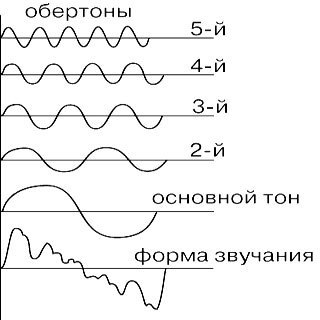 обертоны
5-й
4-й
3-й
2-й
основной тон
форма звучания